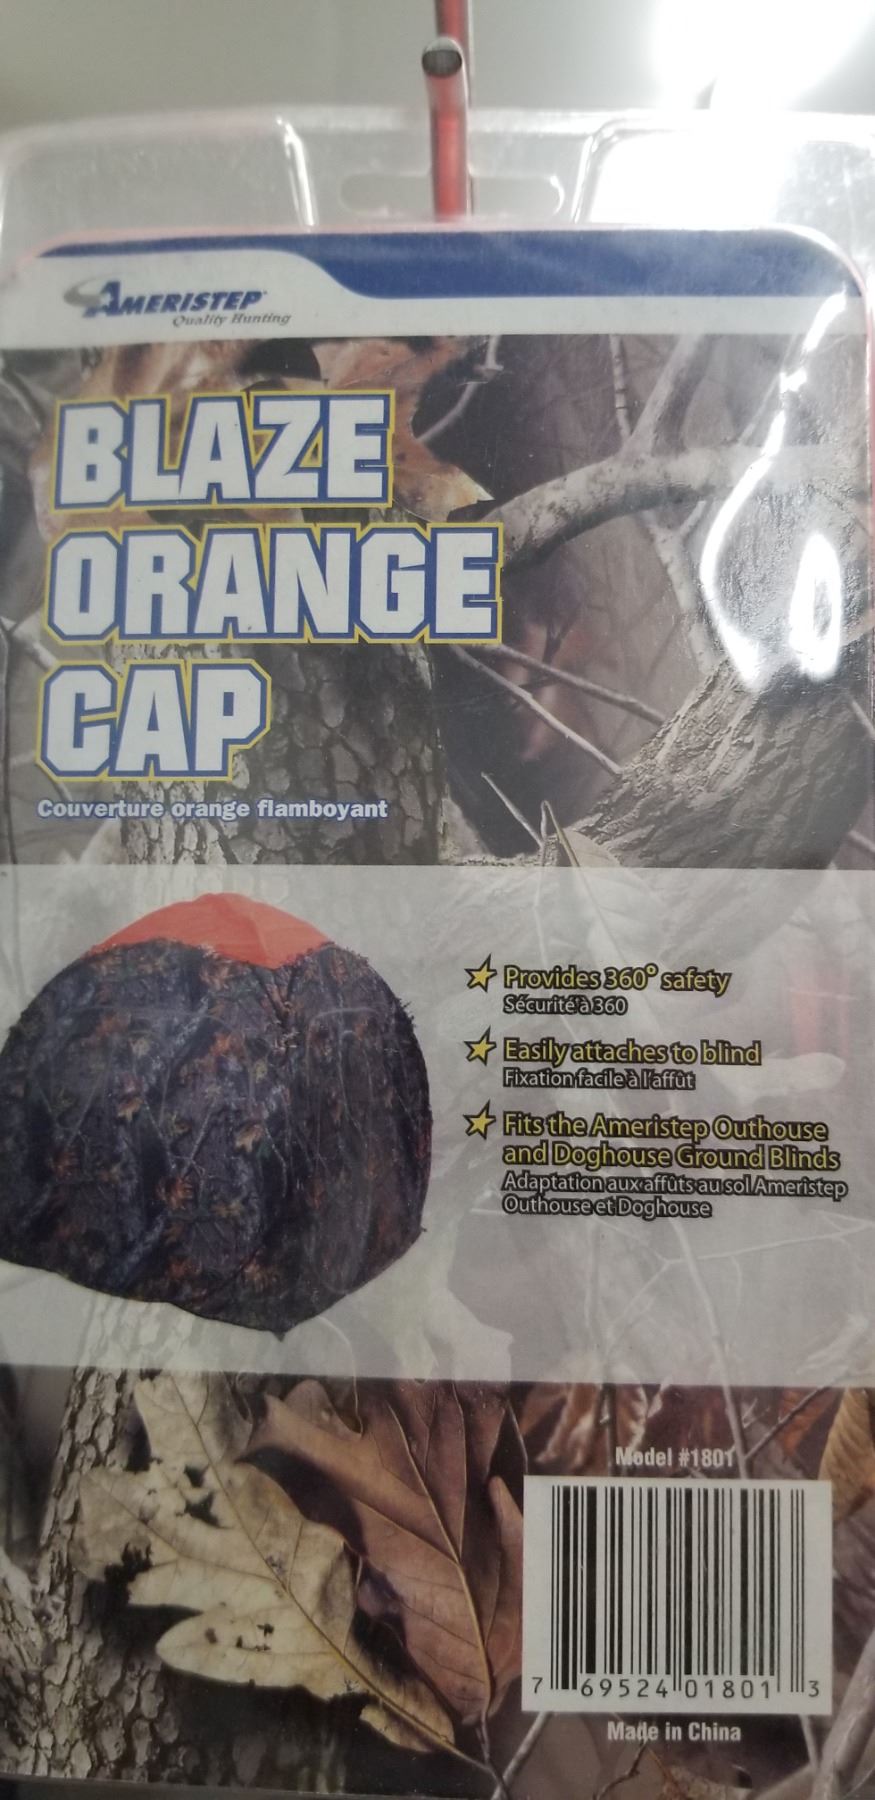 AMERISTEP
Quality Hunting
BLAZE
ORANGE
CAP
Couverture orange flamboyant
Provides 360° safety
Sécurité à 360
Easily attaches to blind
Fixation facile à l'affût
Fits the Ameristep Outhouse
and Doghouse Ground Blinds
Adaptation aux affûts au sol Ameristep
Outhouse et Doghouse
Model #1801
7 69524 01801 3
Made in China